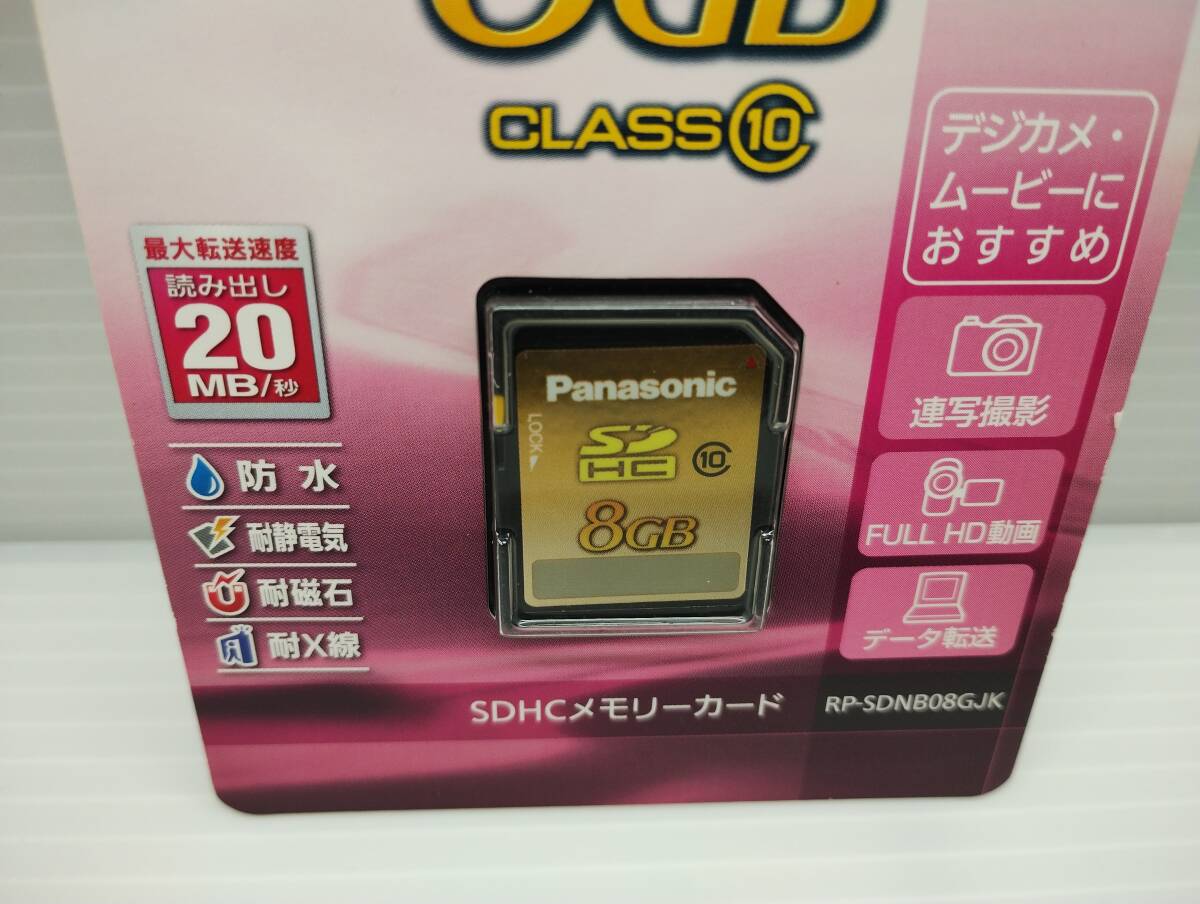 8GB
CLASS10
デジカメ・
ムービーに
おすすめ
最大転送速度
読み出し
20
MB/秒
連写撮影
FULL HD動画
データ転送
防水
耐静電気
耐磁石
耐X線
Panasonic
LOCK
SD
HC
10
8GB
SDHCメモリーカード
RP-SDNB08GJK